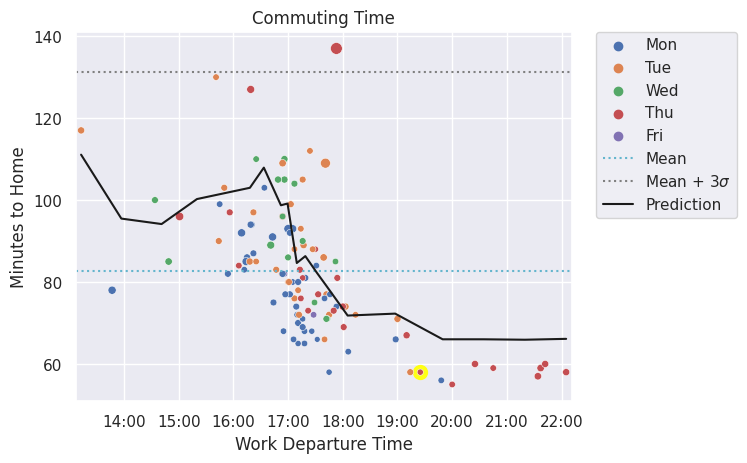 Commuting Time
Minutes to Home
140
120
100
80
60
14:00 15:00 16:00 17:00 18:00 19:00 20:00 21:00 22:00
Work Departure Time
Mon
Tue
Wed
Thu
Fri
Mean
Mean + 3σ
Prediction